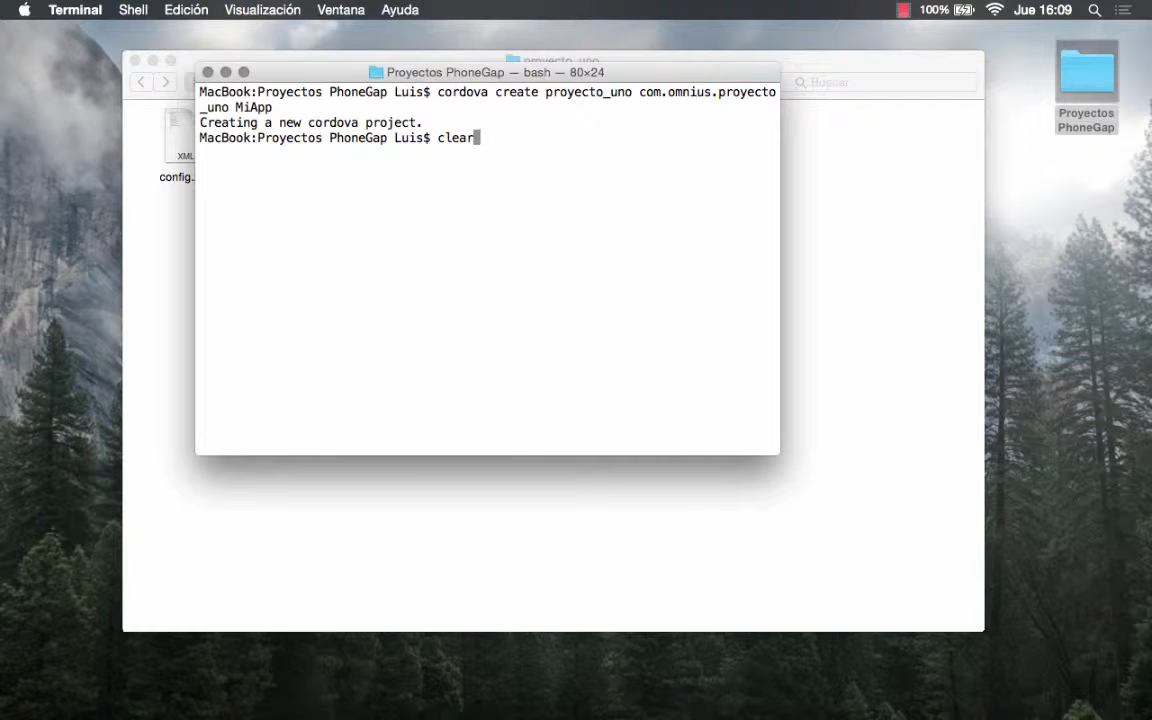 Terminal Shell Edición Visualización Ventana Ayuda 100% Jue 16:09
proyecto_uno
Proyectos PhoneGap — bash — 80×24
Buscar
MacBook:Proyectos PhoneGap Luis$ cordova create proyecto_uno com.omnius.proyecto
_uno MiApp
Creating a new cordova project.
MacBook:Proyectos PhoneGap Luis$ clear
XML
config.
Proyectos
PhoneGap